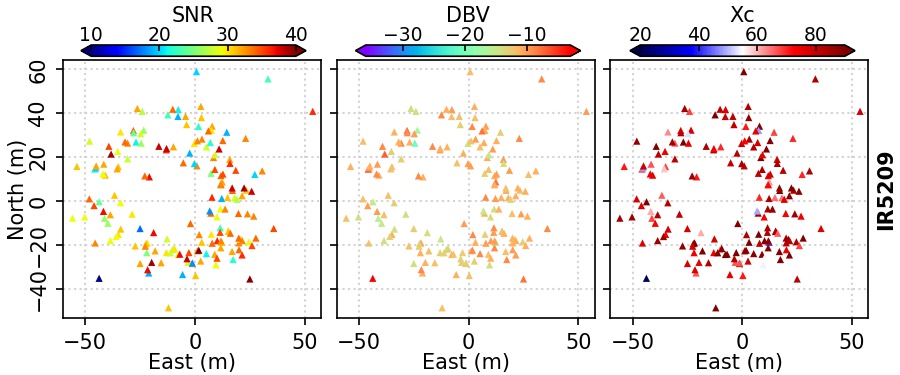 SNR DBV Xc
10 20 30 40 −30 −20 −10 20 40 60 80
60
40
20
0
−20
−40
North (m)
IR5209
−50 0 50 −50 0 50 −50 0 50
East (m) East (m) East (m)